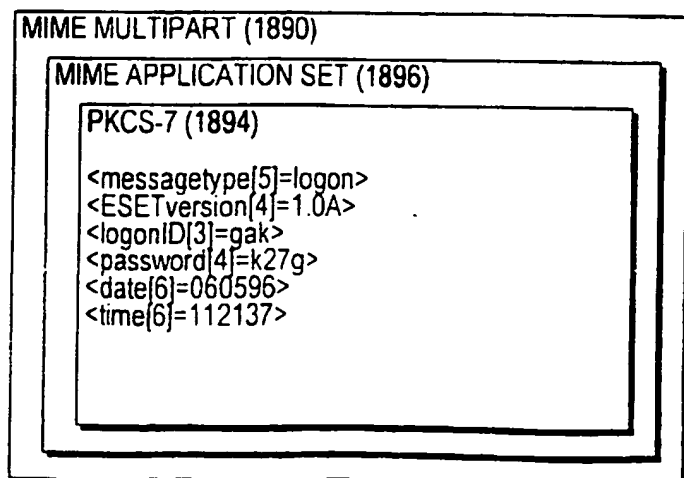 MIME MULTIPART (1890)
MIME APPLICATION SET (1896)
PKCS-7 (1894)
<messagetype[5]=logon>
<ESETversion[4]=1.0A>
<logonID[3]=gak>
<password[4]=k27g>
<date[6]=060596>
<time[6]=112137>